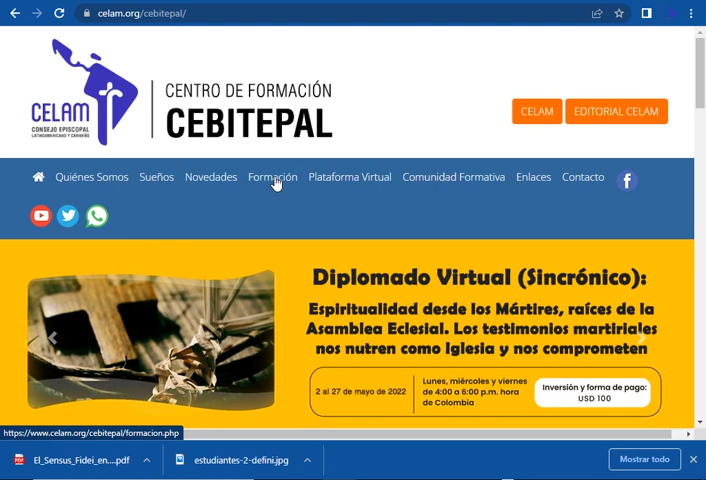 celam.org/cebitepal/
CELAM
CONSEJO EPISCOPAL
LATINOAMERICANO Y CARIBEÑO
CENTRO DE FORMACIÓN
CEBITEPAL
CELAM
EDITORIAL CELAM
Quiénes Somos
Sueños
Novedades
Formación
Plataforma Virtual
Comunidad Formativa
Enlaces
Contacto
Diplomado Virtual (Sincrónico):
Espiritualidad desde los Mártires, raíces de la
Asamblea Eclesial. Los testimonios martiriales
nos nutren como Iglesia y nos comprometen
2 al 27 de mayo de 2022
Lunes, miércoles y viernes
de 4:00 a 6:00 p.m. hora
de Colombia
Inversión y forma de pago:
USD 100
https://www.celam.org/cebitepal/formacion.php
El_Sensus_Fidei_en....pdf
estudiantes-2-defini.jpg
Mostrar todo